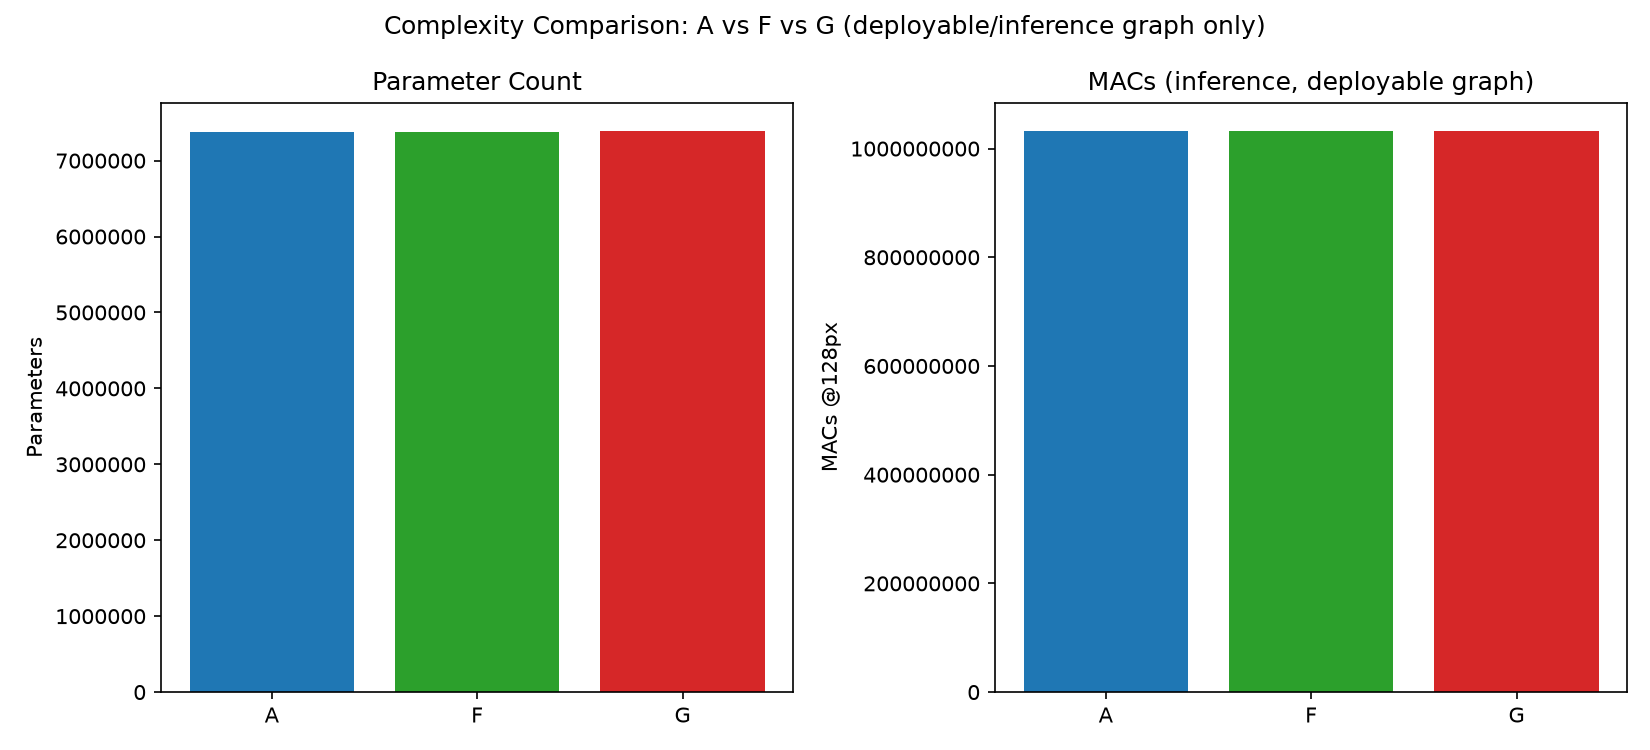 Complexity Comparison: A vs F vs G (deployable/inference graph only)
Parameter Count
Parameters
7000000
6000000
5000000
4000000
3000000
2000000
1000000
0
A F G
MACs (inference, deployable graph)
MACs @128px
1000000000
800000000
600000000
400000000
200000000
0
A F G